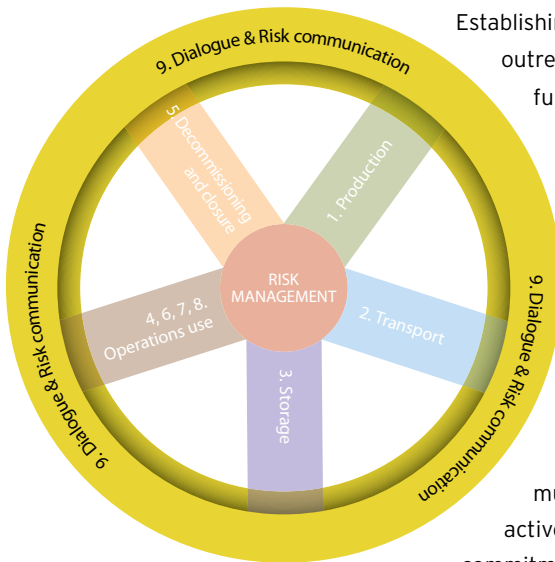 9. Dialogue & Risk communication
5. Decommissioning
and closure
1. Production
RISK
MANAGEMENT
2. Transport
3. Storage
4, 6, 7, 8.
Operations use
9. Dialogue & Risk communication
9. Dialogue & Risk communication
Establishin
outre
fu
mu
active